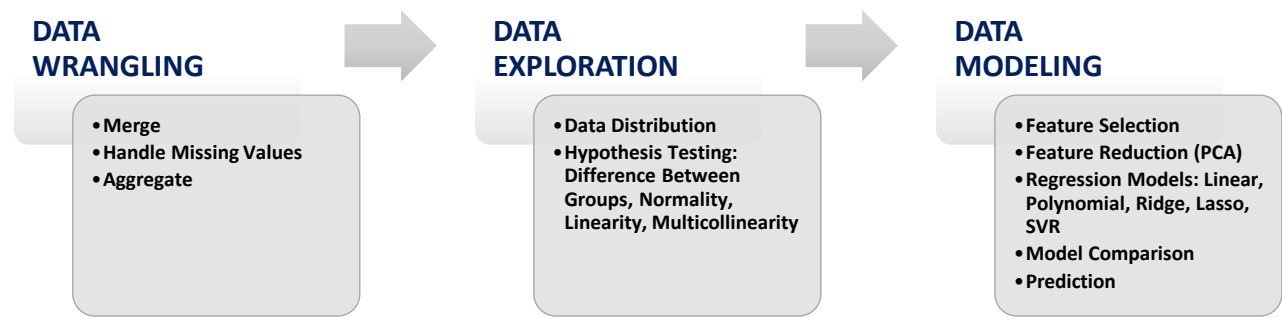 DATA
WRANGLING
•Merge
•Handle Missing Values
•Aggregate
DATA
EXPLORATION
•Data Distribution
•Hypothesis Testing:
Difference Between
Groups, Normality,
Linearity, Multicollinearity
DATA
MODELING
•Feature Selection
•Feature Reduction (PCA)
•Regression Models: Linear,
Polynomial, Ridge, Lasso,
SVR
•Model Comparison
•Prediction